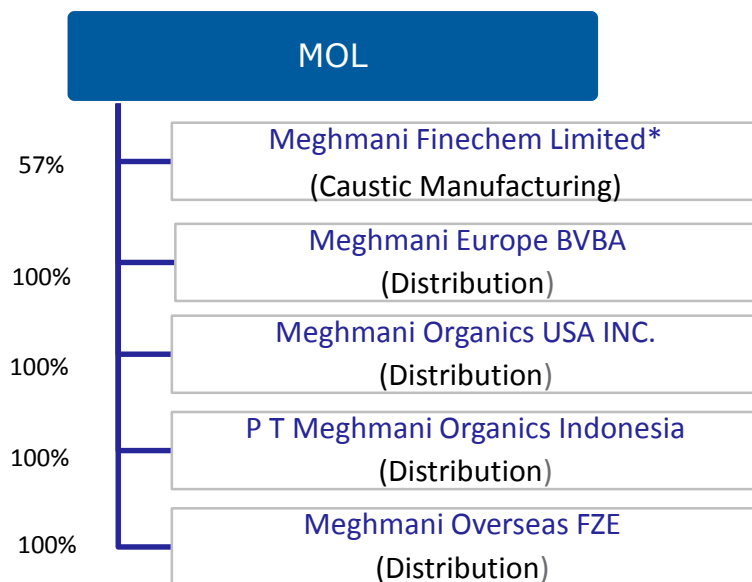 MOL
57%
Meghmani Finechem Limited*
(Caustic Manufacturing)
100%
Meghmani Europe BVBA
(Distribution)
100%
Meghmani Organics USA INC.
(Distribution)
100%
P T Meghmani Organics Indonesia
(Distribution)
100%
Meghmani Overseas FZE
(Distribution)